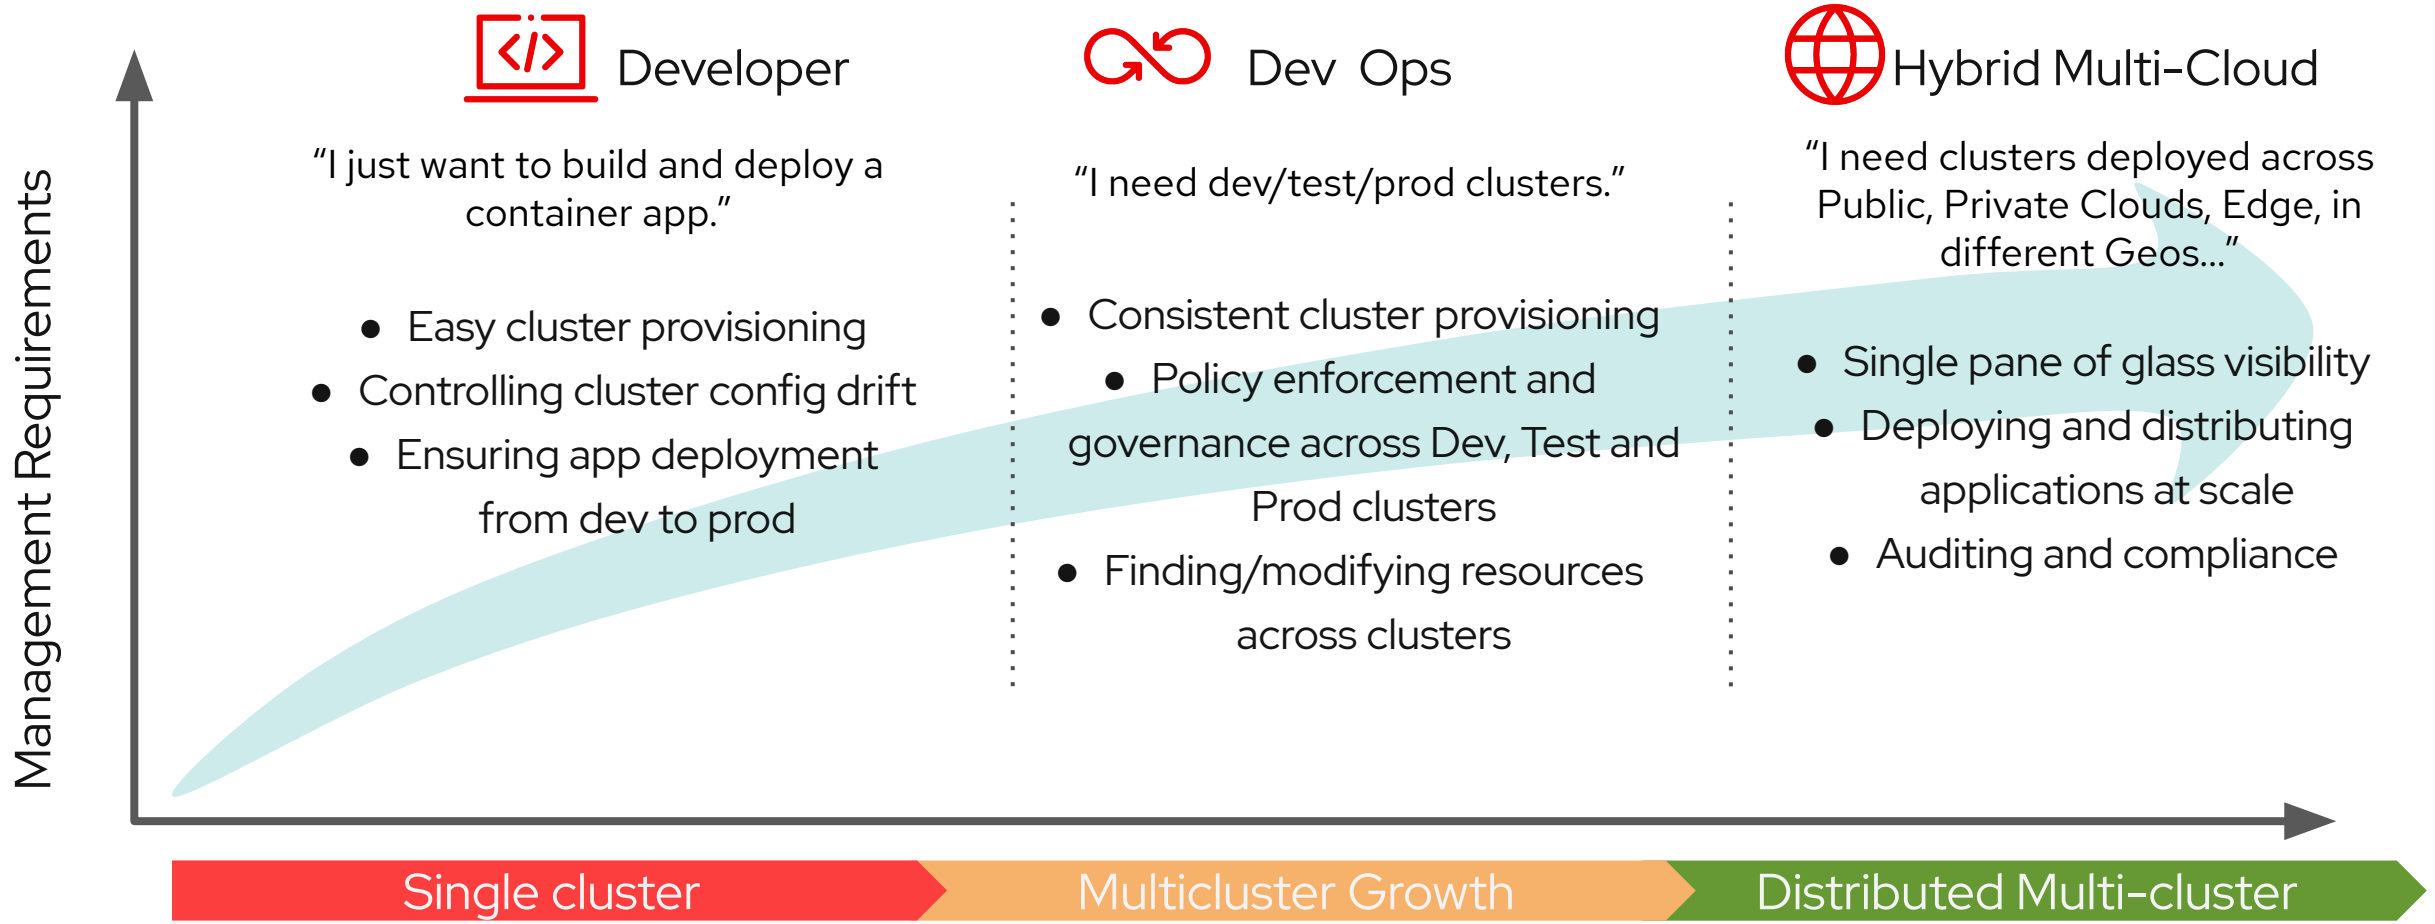 Management Requirements
</> Developer
“I just want to build and deploy a
container app.”
● Easy cluster provisioning
● Controlling cluster config drift
● Ensuring app deployment
from dev to prod
Dev Ops
“I need dev/test/prod clusters.”
● Consistent cluster provisioning
● Policy enforcement and
governance across Dev, Test and
Prod clusters
● Finding/modifying resources
across clusters
Hybrid Multi-Cloud
“I need clusters deployed across
Public, Private Clouds, Edge, in
different Geos...”
● Single pane of glass visibility
● Deploying and distributing
applications at scale
● Auditing and compliance
Single cluster
Multicluster Growth
Distributed Multi-cluster